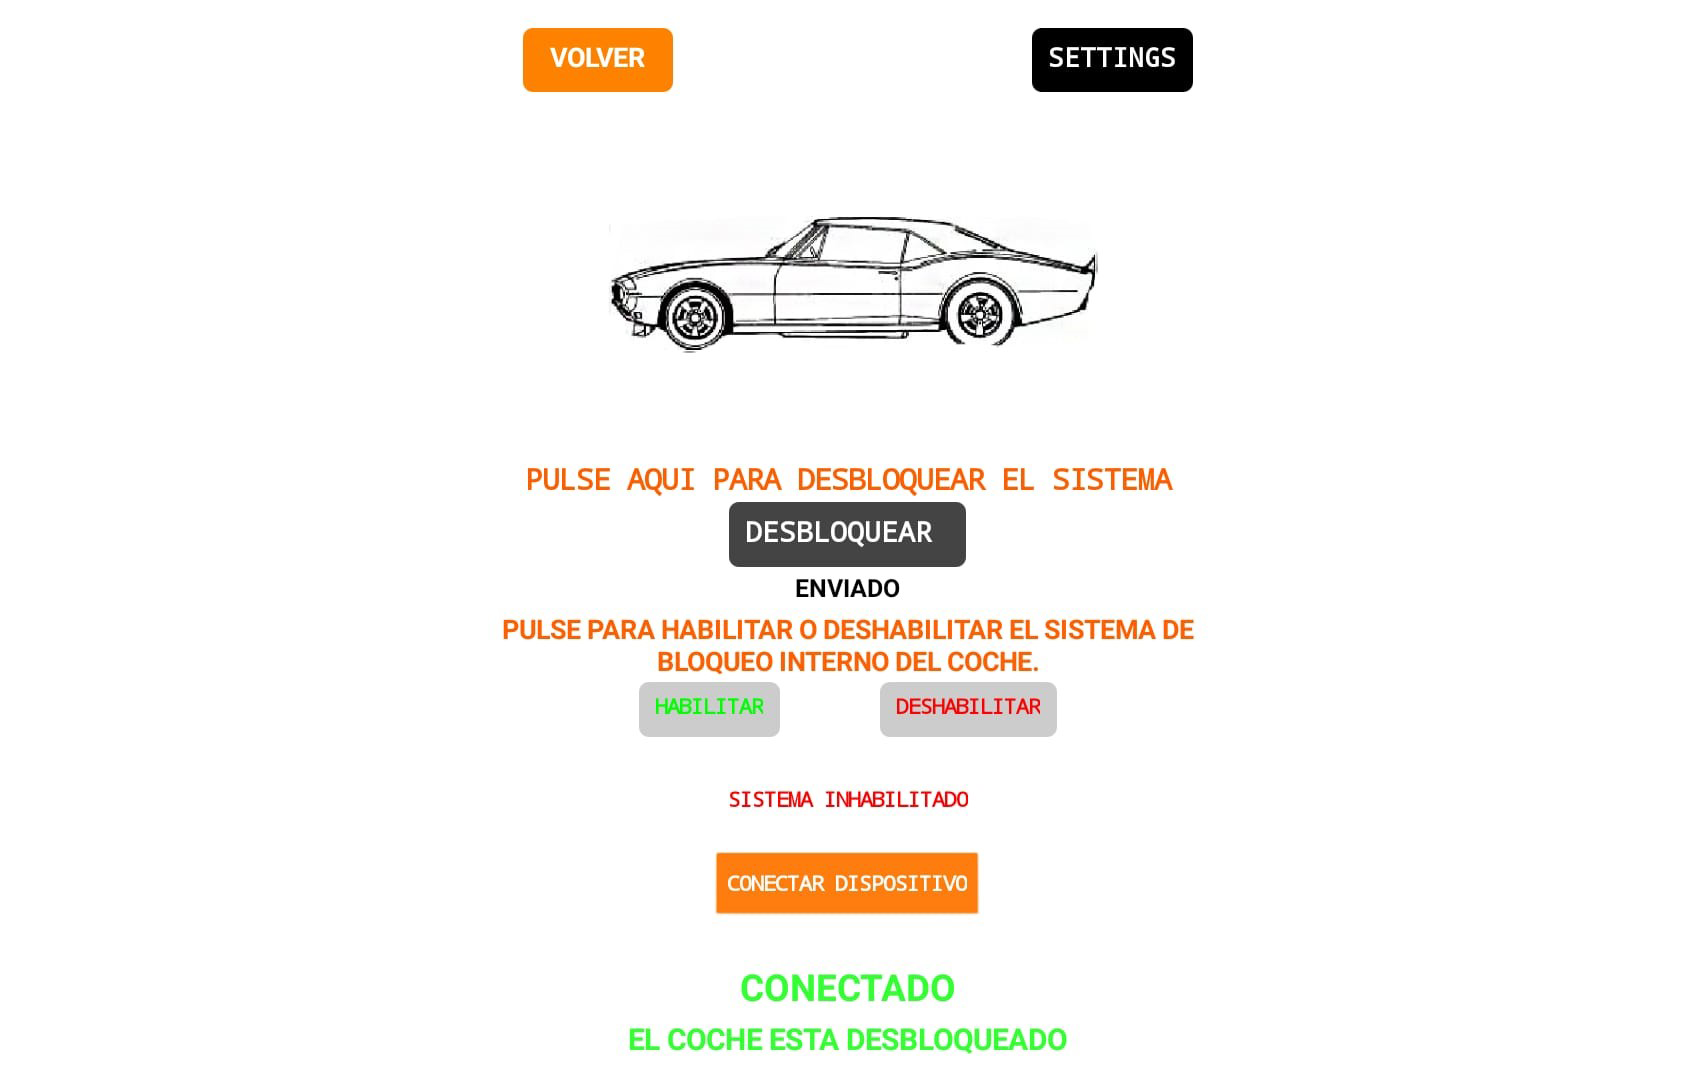 VOLVER
SETTINGS
PULSE AQUI PARA DESBLOQUEAR EL SISTEMA
DESBLOQUEAR
ENVIADO
PULSE PARA HABILITAR O DESHABILITAR EL SISTEMA DE
BLOQUEO INTERNO DEL COCHE.
HABILITAR
DESHABILITAR
SISTEMA INHABILITADO
CONECTAR DISPOSITIVO
CONECTADO
EL COCHE ESTA DESBLOQUEADO